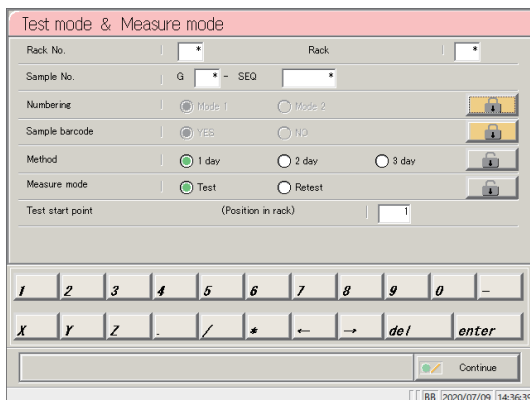 Test mode & Measure mode
Rack No. * Rack *
Sample No. G * - SEQ *
Numbering Mode 1 Mode 2
Sample barcode YES NO
Method 1 day 2 day 3 day
Measure mode Test Retest
Test start point (Position in rack) 1
1 2 3 4 5 6 7 8 9 0 -
X Y Z . / * ← → del enter
Continue
BB 2020/07/09 14:36:3